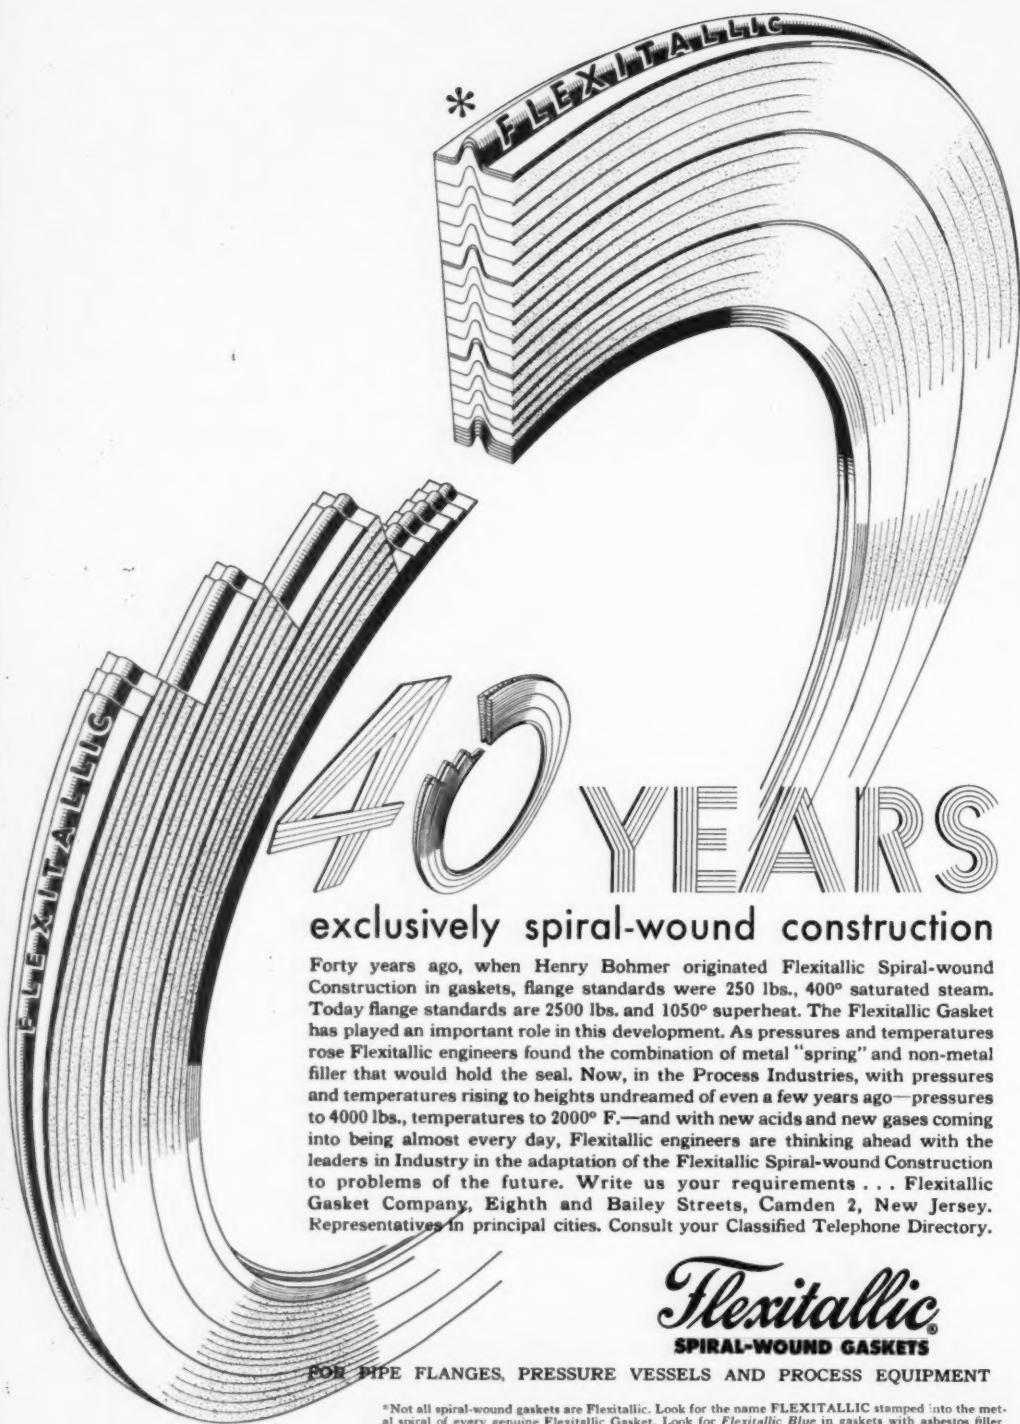 * FLEXITALLIC
FLEXITALLIC
40 YEARS
exclusively spiral-wound construction
Forty years ago, when Henry Bohmer originated Flexitallic Spiral-wound
Construction in gaskets, flange standards were 250 lbs., 400° saturated steam.
Today flange standards are 2500 lbs. and 1050° superheat. The Flexitallic Gasket
has played an important role in this development. As pressures and temperatures
rose Flexitallic engineers found the combination of metal "spring" and non-metal
filler that would hold the seal. Now, in the Process Industries, with pressures
and temperatures rising to heights undreamed of even a few years ago—pressures
to 4000 lbs., temperatures to 2000° F.—and with new acids and new gases coming
into being almost every day, Flexitallic engineers are thinking ahead with the
leaders in Industry in the adaptation of the Flexitallic Spiral-wound Construction
to problems of the future. Write us your requirements . . . Flexitallic
Gasket Company, Eighth and Bailey Streets, Camden 2, New Jersey.
Representatives in principal cities. Consult your Classified Telephone Directory.
Flexitallic®
SPIRAL-WOUND GASKETS
FOR PIPE FLANGES, PRESSURE VESSELS AND PROCESS EQUIPMENT
*Not all spiral-wound gaskets are Flexitallic. Look for the name FLEXITALLIC stamped into the met-
al spiral of every genuine Flexitallic Gasket. Look for Flexitallic Blue in gaskets with asbestos filler.